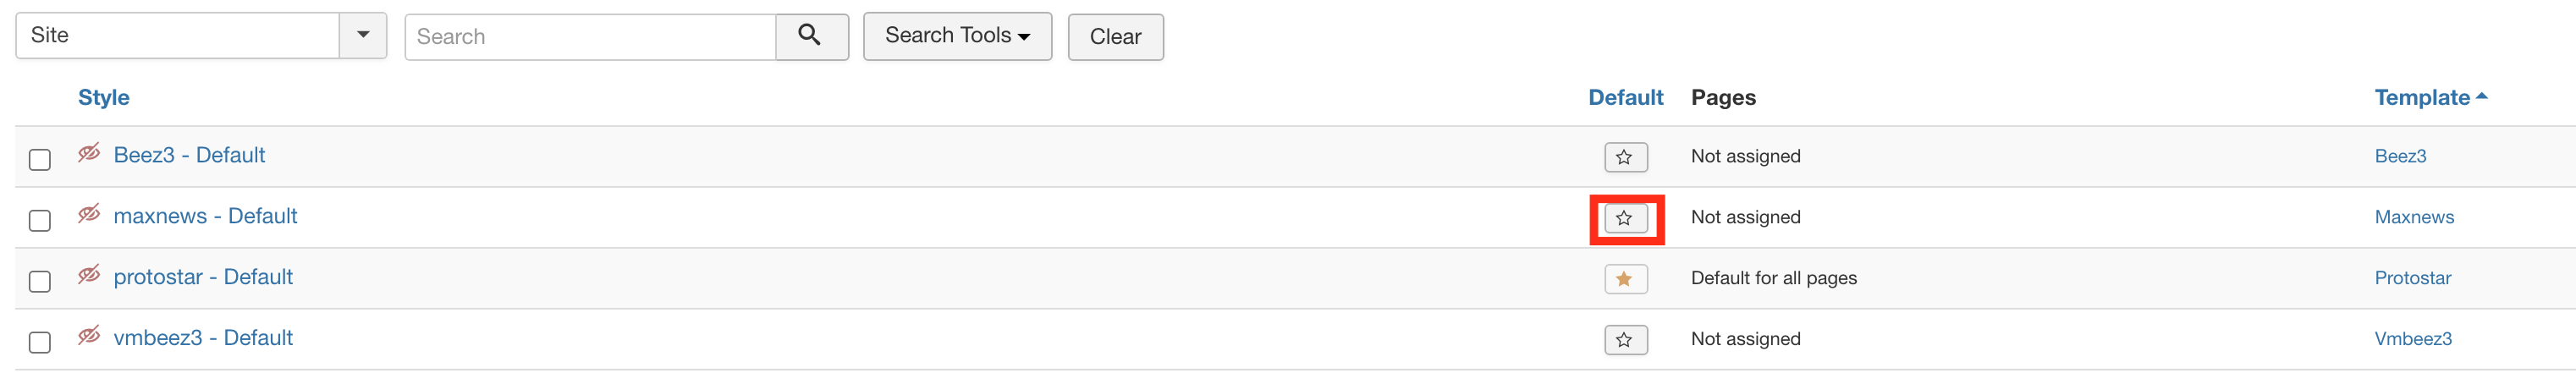 Site Search Search Tools Clear
Style Default Pages Template
Beez3 - Default Not assigned Beez3
maxnews - Default Not assigned Maxnews
protostar - Default Default for all pages Protostar
vmbeez3 - Default Not assigned Vmbeez3